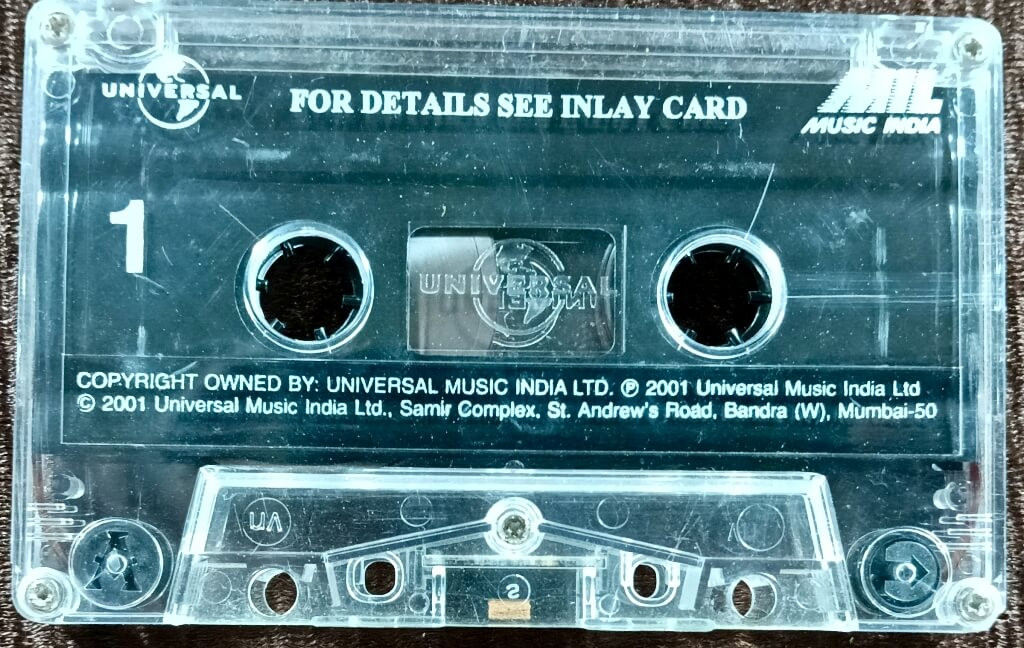 UNIVERSAL
FOR DETAILS SEE INLAY CARD
MIL
MUSIC INDIA
1
UNIVERSAL
COPYRIGHT OWNED BY: UNIVERSAL MUSIC INDIA LTD. ℗ 2001 Universal Music India Ltd
© 2001 Universal Music India Ltd., Samir Complex, St. Andrew's Road, Bandra (W), Mumbai-50
A